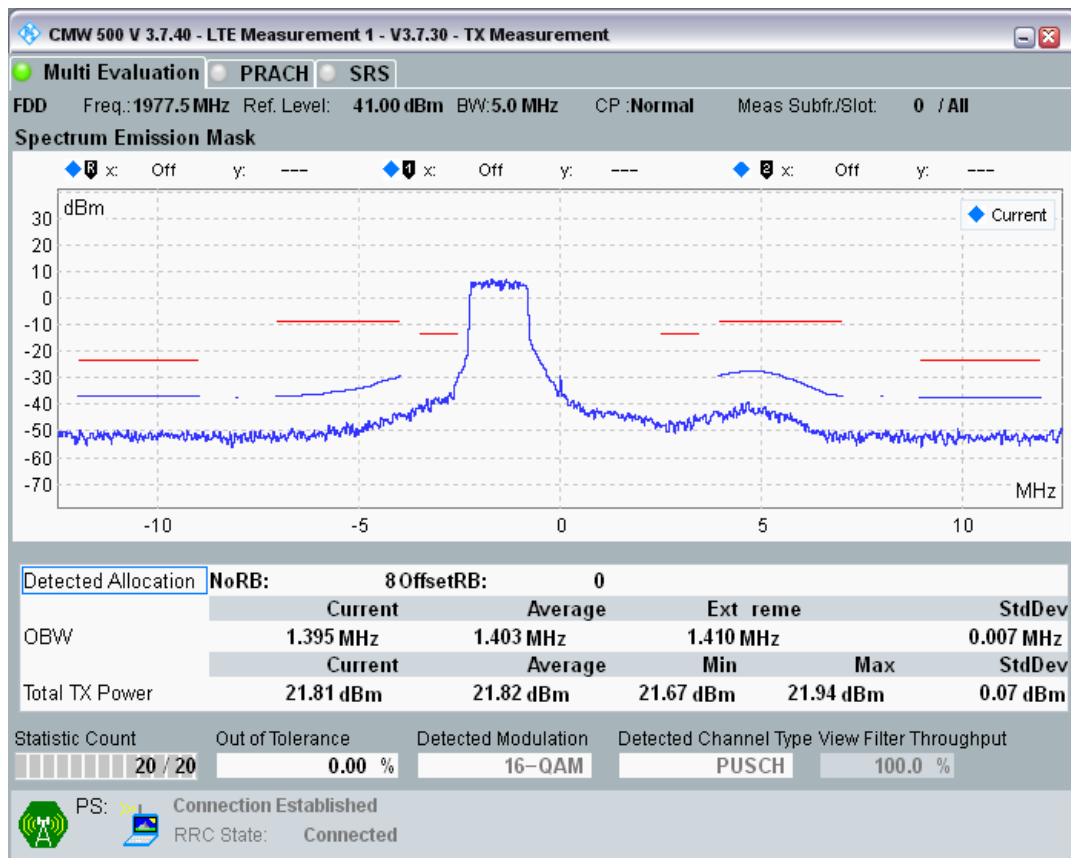 CMW 500 V 3.7.40 - LTE Measurement 1 - V3.7.30 - TX Measurement
Multi Evaluation PRACH SRS
FDD Freq.:1977.5 MHz Ref. Level: 41.00 dBm BW:5.0 MHz CP :Normal Meas Subfr./Slot: 0 / All
Spectrum Emission Mask
R x: Off y: --- 1 x: Off y: --- 2 x: Off y: ---
dBm
Current
30
20
10
0
-10
-20
-30
-40
-50
-60
-70
MHz
-10 -5 0 5 10
Detected Allocation NoRB: 8 OffsetRB: 0
Current Average Ext reme StdDev
OBW 1.395 MHz 1.403 MHz 1.410 MHz 0.007 MHz
Current Average Min Max StdDev
Total TX Power 21.81 dBm 21.82 dBm 21.67 dBm 21.94 dBm 0.07 dBm
Statistic Count Out of Tolerance Detected Modulation Detected Channel Type View Filter Throughput
20 / 20 0.00 % 16-QAM PUSCH 100.0 %
PS: Connection Established
RRC State: Connected